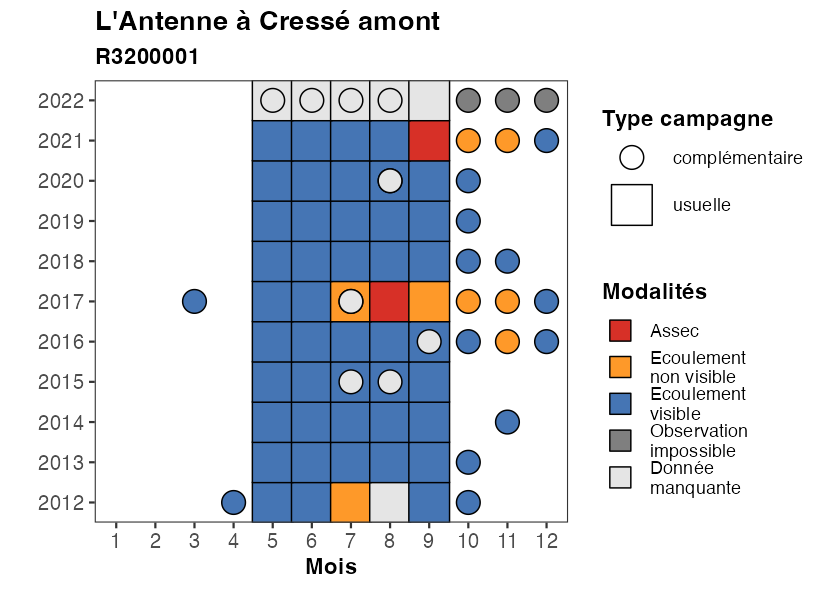 L'Antenne à Cressé amont
R3200001
2022
2021
2020
2019
2018
2017
2016
2015
2014
2013
2012
1 2 3 4 5 6 7 8 9 10 11 12
Mois
Type campagne
complémentaire
usuelle
Modalités
Assec
Ecoulement
non visible
Ecoulement
visible
Observation
impossible
Donnée
manquante